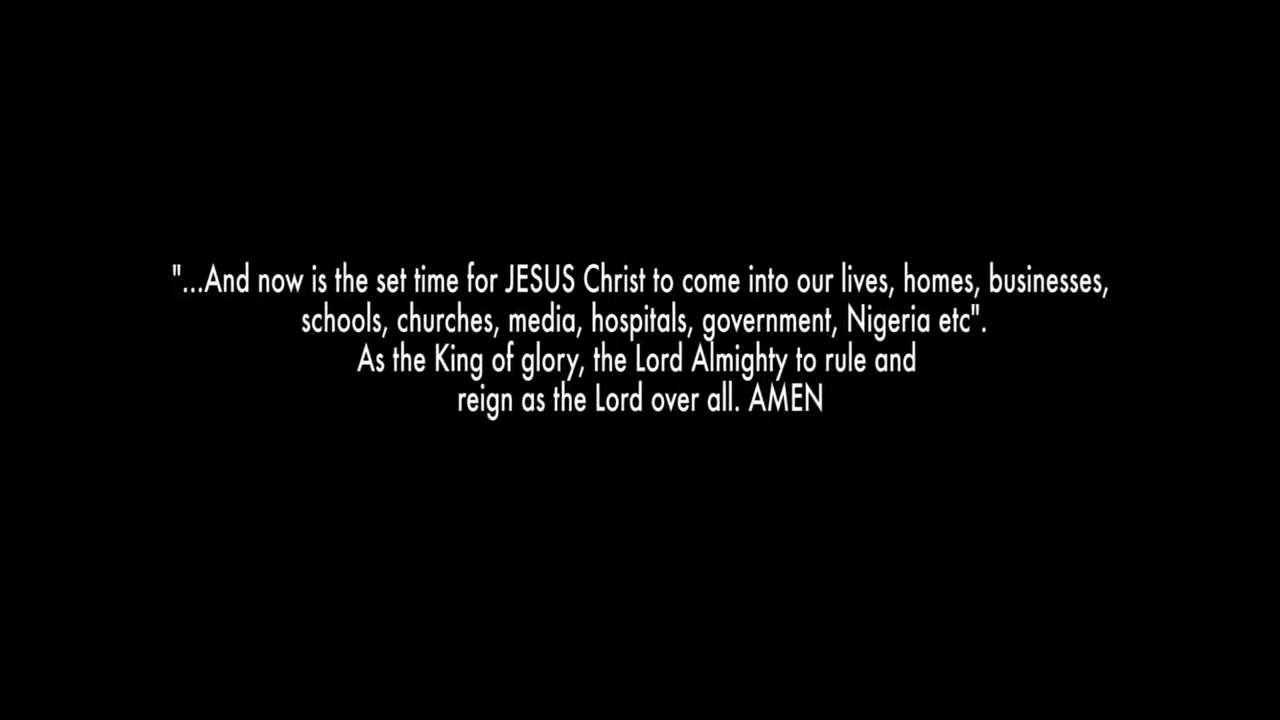 "...And now is the set time for JESUS Christ to come into our lives, homes, businesses,
schools, churches, media, hospitals, government, Nigeria etc".
As the King of glory, the Lord Almighty to rule and
reign as the Lord over all. AMEN